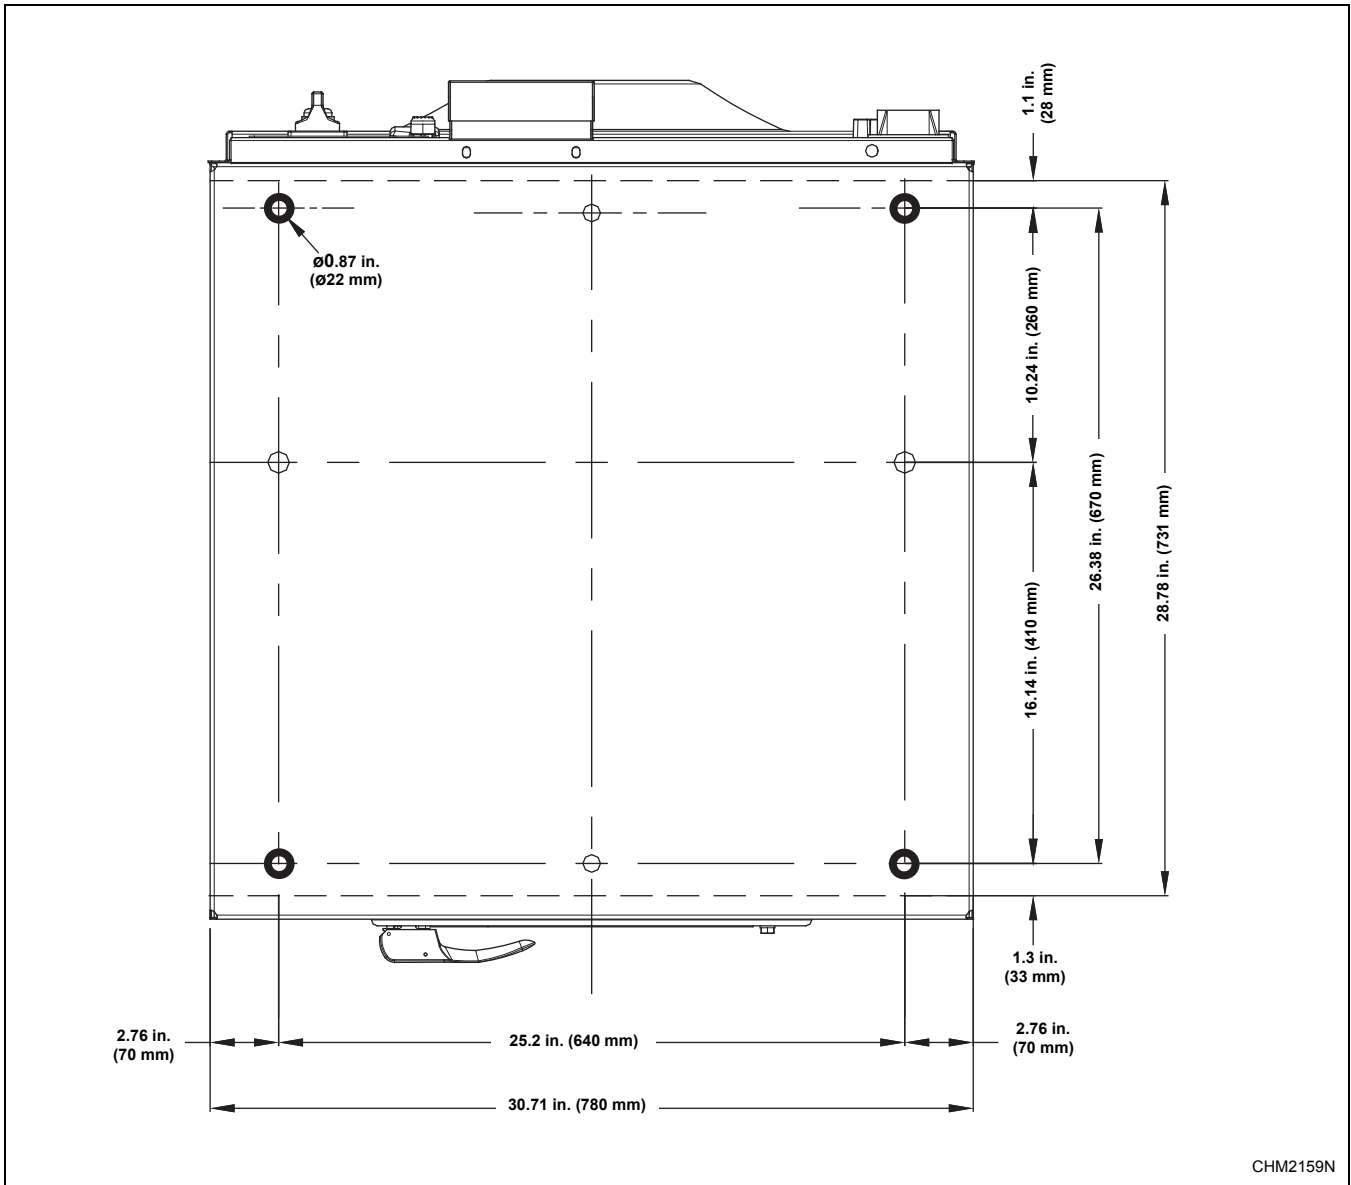 1.1 in.
(28 mm)
ø0.87 in.
(Ø22 mm)
10.24 in. (260 mm)
26.38 in. (670 mm)
28.78 in. (731 mm)
16.14 in. (410 mm)
1.3 in.
(33 mm)
2.76 in.
(70 mm)
25.2 in. (640 mm)
2.76 in.
(70 mm)
30.71 in. (780 mm)
CHM2159N